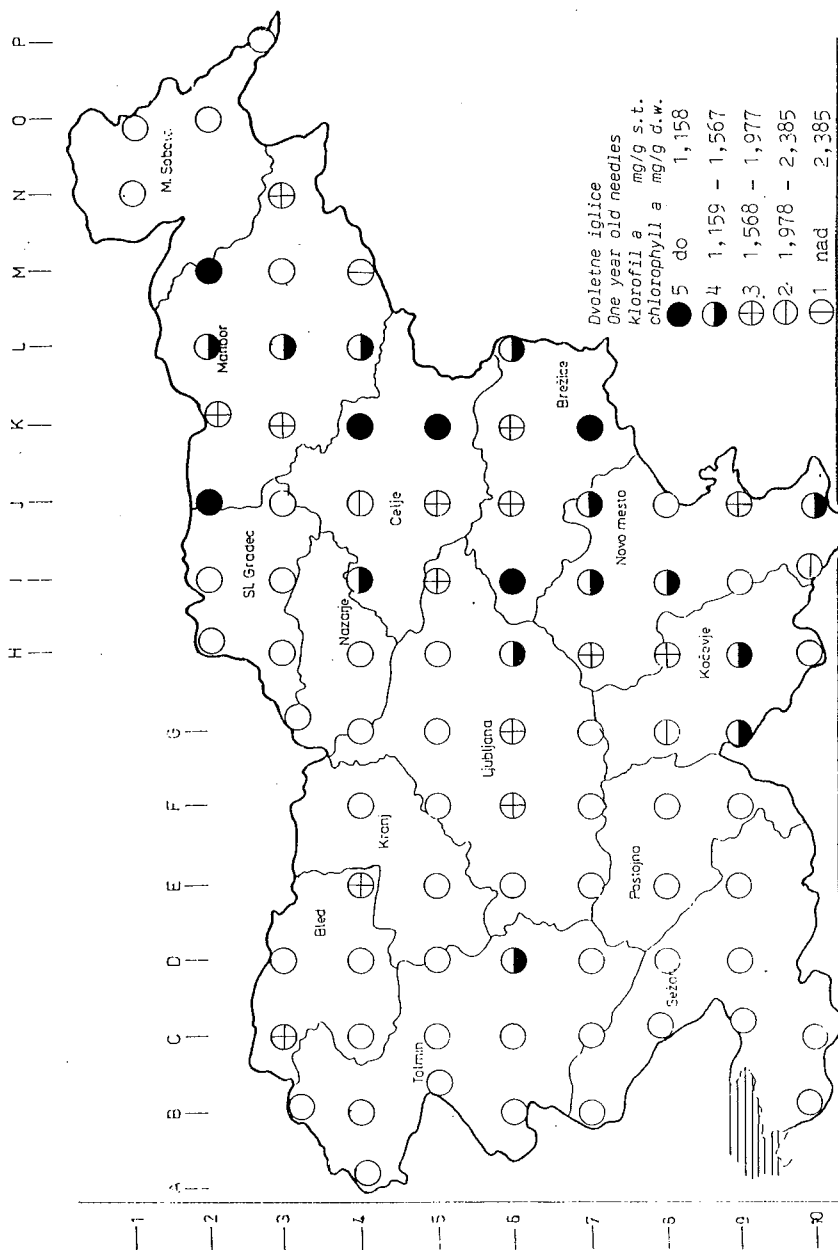 A B C D E F G H I J K L M N O P
1
2
3
4
5
6
7
8
9
10
M. Sobota
Maribor
Sl. Gradec
Celje
Brežice
Nazarje
Novo mesto
Bled
Kranj
Ljubljana
Kočevje
Tolmin
Postojna
Sežana
Dvoletne iglice
One year old needles
klorofil a mg/g s.t.
chlorophyll a mg/g d.w.
5 do 1,158
4 1,159 - 1,567
3 1,568 - 1,977
2 1,978 - 2,385
1 nad 2,385